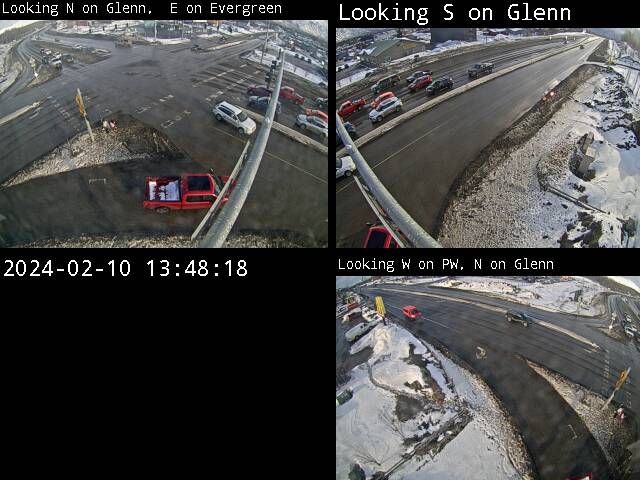 Looking N on Glenn,  E on Evergreen
Looking S on Glenn
2024-02-10 13:48:18
Looking W on PW, N on Glenn